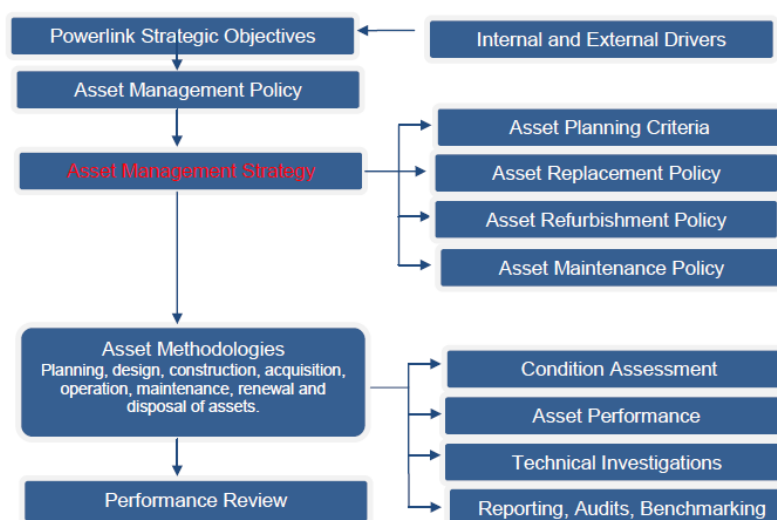 Powerlink Strategic Objectives
Internal and External Drivers
Asset Management Policy
Asset Planning Criteria
Asset Management Strategy
Asset Replacement Policy
Asset Refurbishment Policy
Asset Maintenance Policy
Asset Methodologies
Planning, design, construction, acquisition,
operation, maintenance, renewal and
disposal of assets.
Condition Assessment
Asset Performance
Technical Investigations
Performance Review
Reporting, Audits, Benchmarking